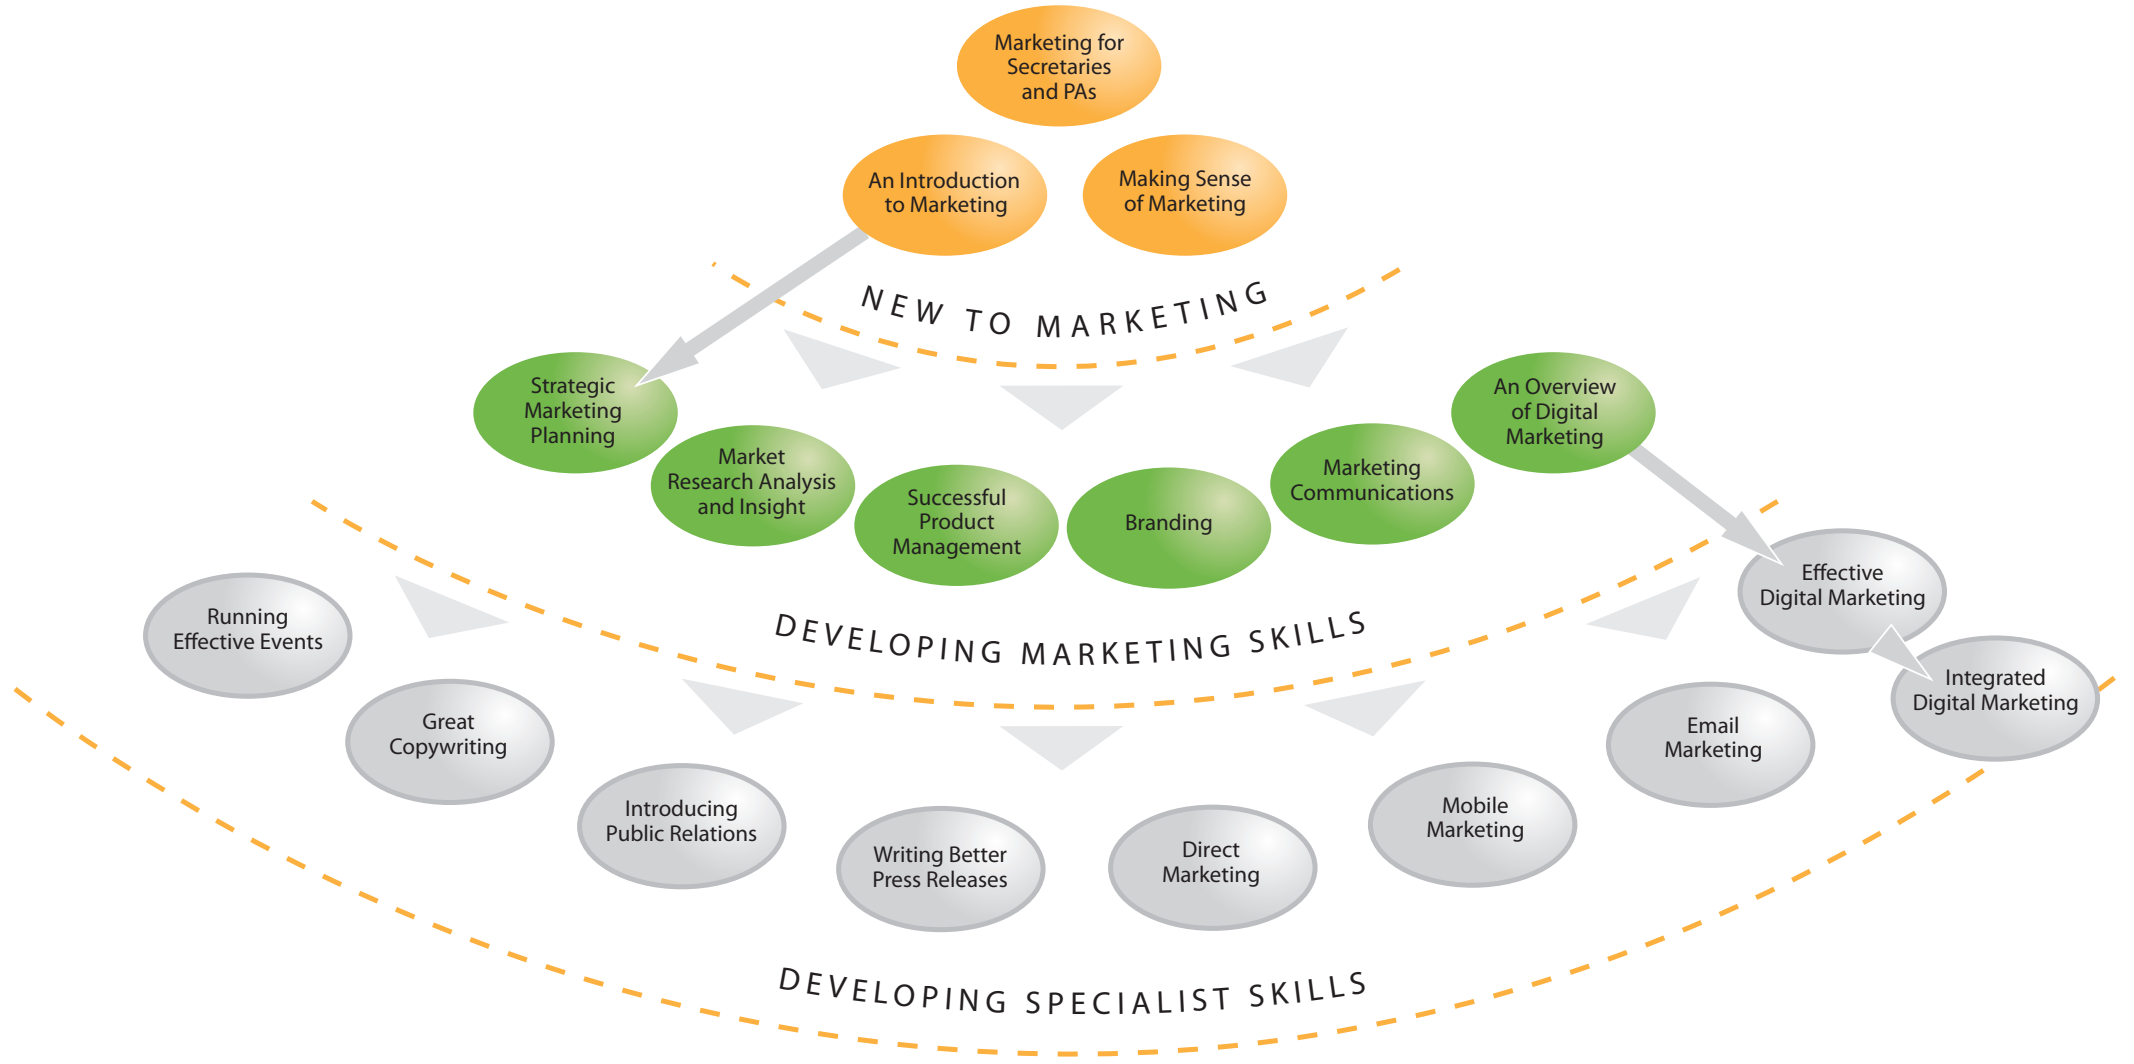 Marketing for
Secretaries
and PAs
An Introduction
to Marketing
Making Sense
of Marketing
NEW TO MARKETING
Strategic
Marketing
Planning
Market
Research Analysis
and Insight
Successful
Product
Management
Branding
Marketing
Communications
An Overview
of Digital
Marketing
DEVELOPING MARKETING SKILLS
Running
Effective Events
Great
Copywriting
Introducing
Public Relations
Writing Better
Press Releases
Direct
Marketing
Mobile
Marketing
Email
Marketing
Effective
Digital Marketing
Integrated
Digital Marketing
DEVELOPING SPECIALIST SKILLS